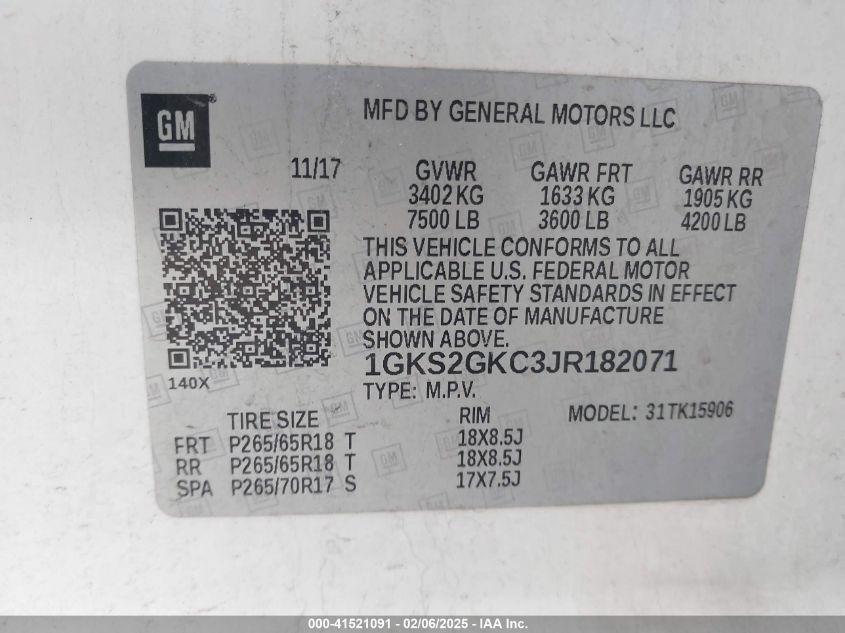 GM
MFD BY GENERAL MOTORS LLC
11/17
GVWR GAWR FRT GAWR RR
3402 KG 1633 KG 1905 KG
7500 LB 3600 LB 4200 LB
THIS VEHICLE CONFORMS TO ALL
APPLICABLE U.S. FEDERAL MOTOR
VEHICLE SAFETY STANDARDS IN EFFECT
ON THE DATE OF MANUFACTURE
SHOWN ABOVE.
1GKS2GKC3JR182071
140X
TYPE: M.P.V.
TIRE SIZE RIM MODEL: 31TK15906
FRT P265/65R18 T 18X8.5J
RR P265/65R18 T 18X8.5J
SPA P265/70R17 S 17X7.5J
000-41521091 - 02/06/2025 - IAA Inc.